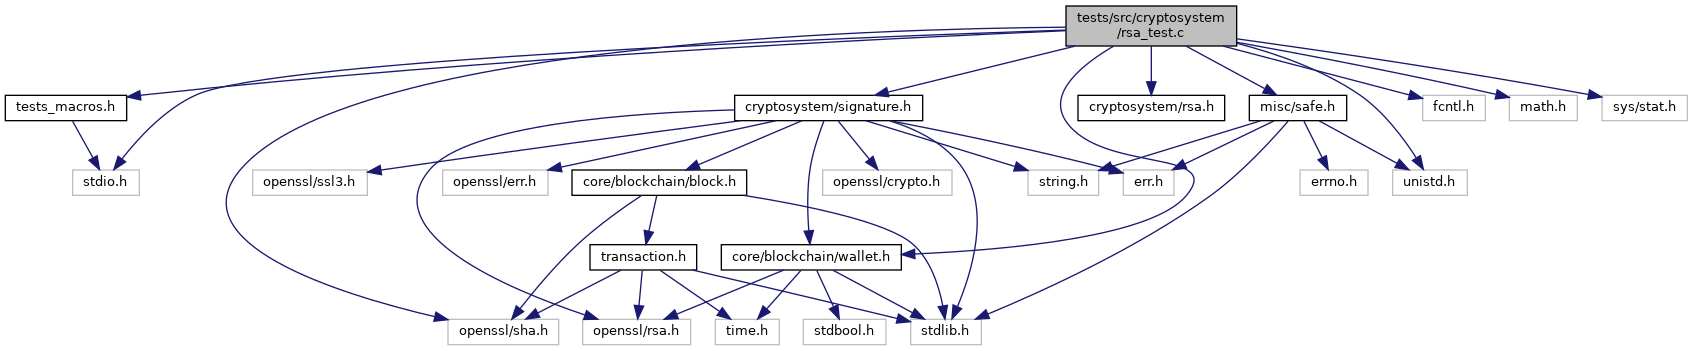 tests/src/cryptosystem
/rsa_test.c
tests_macros.h
cryptosystem/signature.h
cryptosystem/rsa.h
misc/safe.h
fcntl.h
math.h
sys/stat.h
stdio.h
openssl/ssl3.h
openssl/err.h
core/blockchain/block.h
openssl/crypto.h
string.h
err.h
errno.h
unistd.h
transaction.h
core/blockchain/wallet.h
openssl/sha.h
openssl/rsa.h
time.h
stdbool.h
stdlib.h